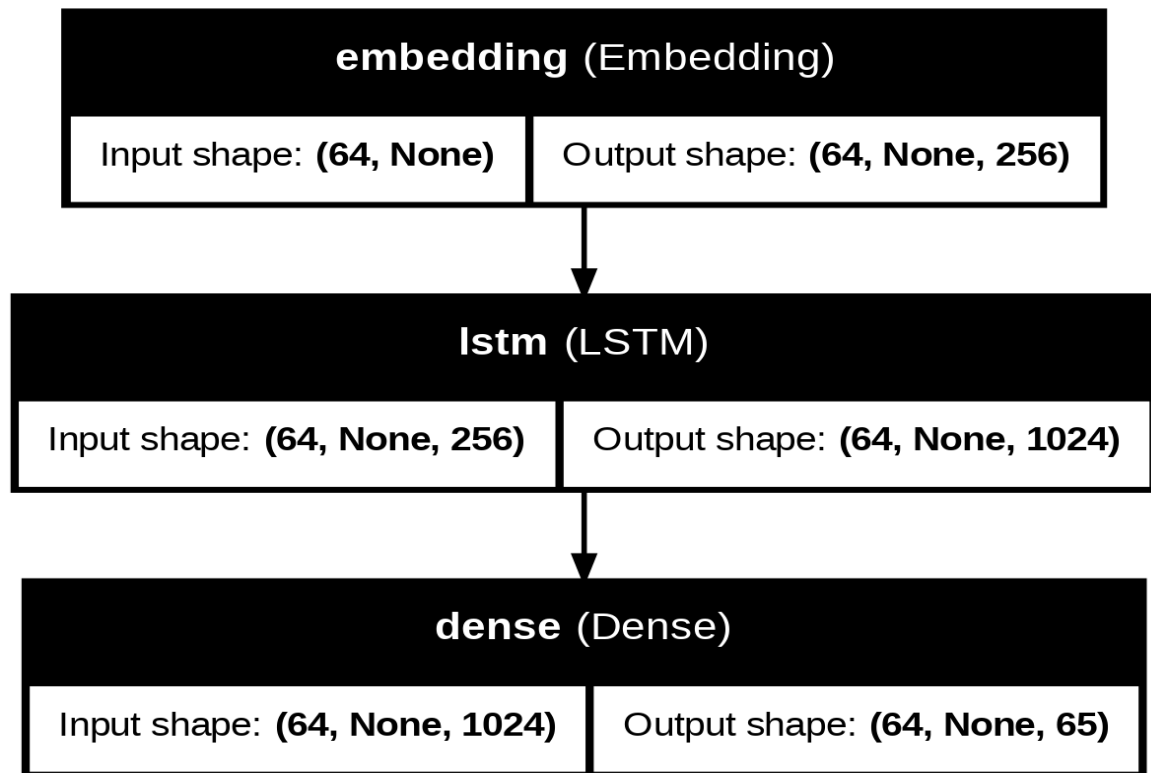 embedding (Embedding)
Input shape: (64, None) Output shape: (64, None, 256)
lstm (LSTM)
Input shape: (64, None, 256) Output shape: (64, None, 1024)
dense (Dense)
Input shape: (64, None, 1024) Output shape: (64, None, 65)